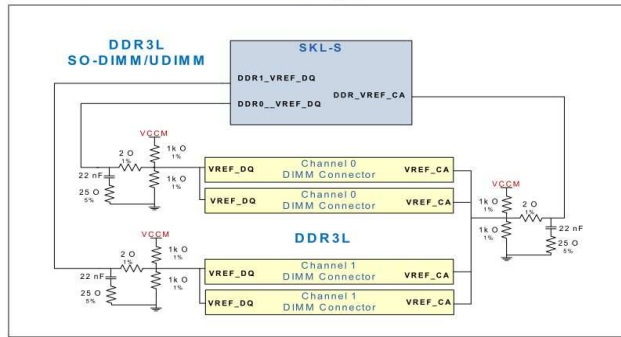 DDR3L
SO-DIMM/UDIMM
SKL-S
DDR1_VREF_DQ
DDR0__VREF_DQ
DDR_VREF_CA
VCCM
2 O
1%
1k O
1%
22 nF
25 O
5%
1k O
1%
VREF_DQ
Channel 0
DIMM Connector
VREF_CA
VREF_DQ
Channel 0
DIMM Connector
VREF_CA
VCCM
1k O
1%
2 O
1%
1k O
1%
22 nF
25 O
5%
DDR3L
VCCM
2 O
1%
1k O
1%
22 nF
25 O
5%
1k O
1%
VREF_DQ
Channel 1
DIMM Connector
VREF_CA
VREF_DQ
Channel 1
DIMM Connector
VREF_CA